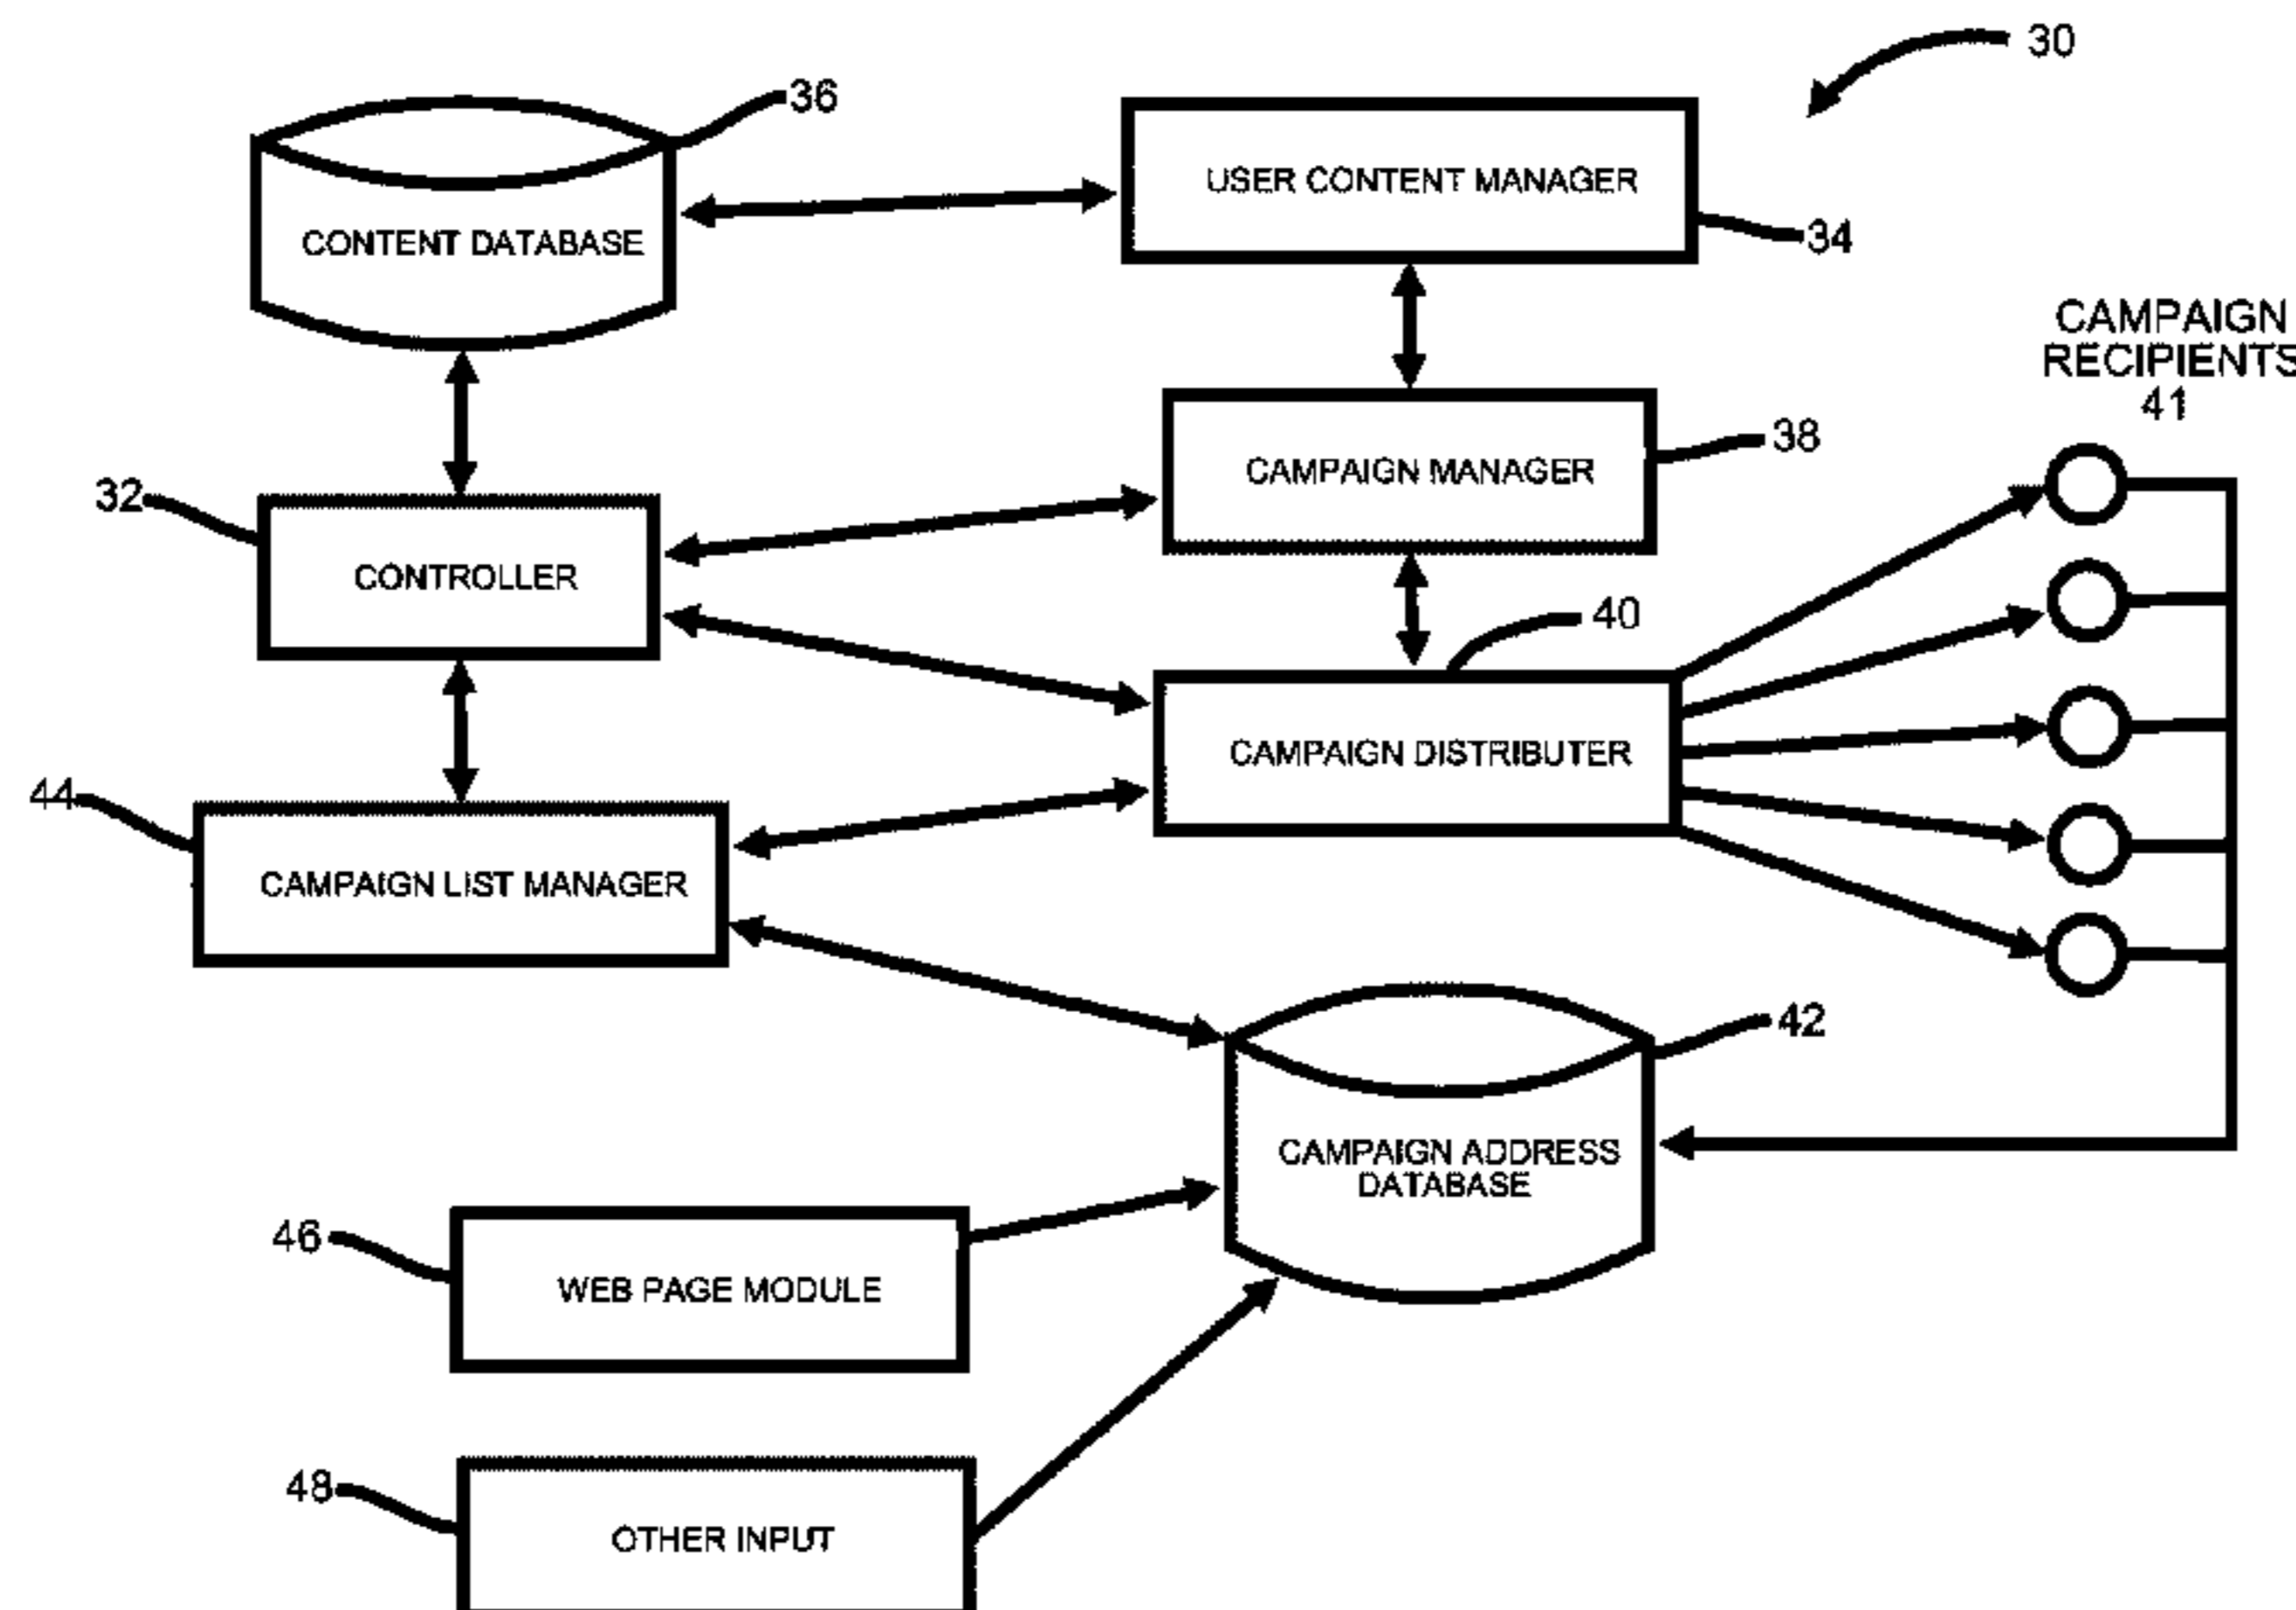 30
36
USER CONTENT MANAGER
CONTENT DATABASE
34
CAMPAIGN
RECIPIENTS
41
38
CAMPAIGN MANAGER
32
CONTROLLER
40
CAMPAIGN DISTRIBUTER
44
CAMPAIGN LIST MANAGER
42
CAMPAIGN ADDRESS
DATABASE
46
WEB PAGE MODULE
48
OTHER INPUT